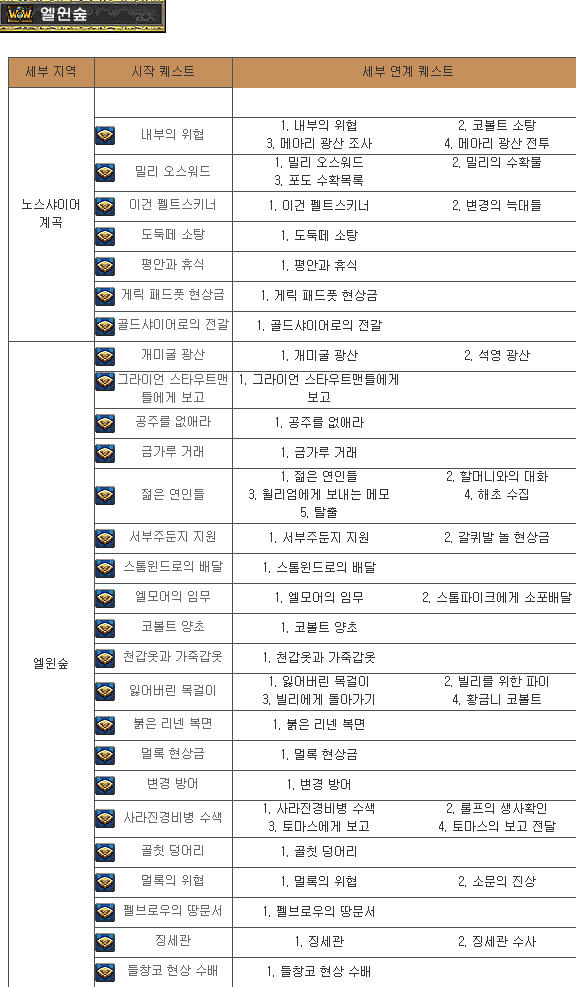 WoW 엘윈숲
세부 지역 시작 퀘스트 세부 연계 퀘스트
노스샤이어
계곡
내부의 위협 1. 내부의 위협 2. 코볼트 소탕
3. 메아리 광산 조사 4. 메아리 광산 전투
밀리 오스워드 1. 밀리 오스워드 2. 밀리의 수확물
3. 포도 수확목록
이건 펠트스키너 1. 이건 펠트스키너 2. 변경의 늑대들
도둑떼 소탕 1. 도둑떼 소탕
평안과 휴식 1. 평안과 휴식
게릭 패드풋 현상금 1. 게릭 패드풋 현상금
골드샤이어로의 전갈 1. 골드샤이어로의 전갈
엘윈숲
개미굴 광산 1. 개미굴 광산 2. 석영 광산
그라이언 스타우트맨
틀에게 보고
1. 그라이언 스타우트맨틀에게
보고
공주를 없애라 1. 공주를 없애라
금가루 거래 1. 금가루 거래
젊은 연인들 1. 젊은 연인들 2. 할머니와의 대화
3. 윌리엄에게 보내는 메모 4. 해초 수집
5. 탈출
서부주둔지 지원 1. 서부주둔지 지원 2. 갈퀴발 놀 현상금
스톰윈드로의 배달 1. 스톰윈드로의 배달
엘모어의 임무 1. 엘모어의 임무 2. 스톰파이크에게 소포배달
코볼트 양초 1. 코볼트 양초
천갑옷과 가죽갑옷 1. 천갑옷과 가죽갑옷
잃어버린 목걸이 1. 잃어버린 목걸이 2. 빌리를 위한 파이
3. 빌리에게 돌아가기 4. 황금니 코볼트
붉은 리넨 복면 1. 붉은 리넨 복면
멀록 현상금 1. 멀록 현상금
변경 방어 1. 변경 방어
사라진경비병 수색 1. 사라진경비병 수색 2. 롤프의 생사확인
3. 토마스에게 보고 4. 토마스의 보고 전달
골칫 덩어리 1. 골칫 덩어리
멀록의 위협 1. 멀록의 위협 2. 소문의 진상
펠브로우의 땅문서 1. 펠브로우의 땅문서
징세관 1. 징세관 2. 징세관 수사
들창코 현상 수배 1. 들창코 현상 수배